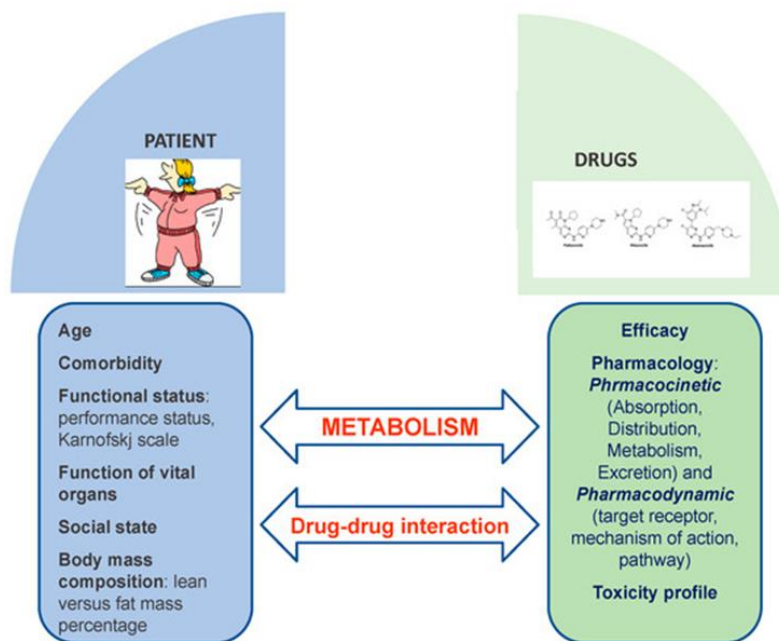 PATIENT
DRUGS
Age
Comorbidity
Functional status:
performance status,
Karnofskj scale
Function of vital
organs
Social state
Body mass
composition: lean
versus fat mass
percentage
METABOLISM
Drug-drug interaction
Efficacy
Pharmacology:
Phrmacocinetic
(Absorption,
Distribution,
Metabolism,
Excretion) and
Pharmacodynamic
(target receptor,
mechanism of action,
pathway)
Toxicity profile